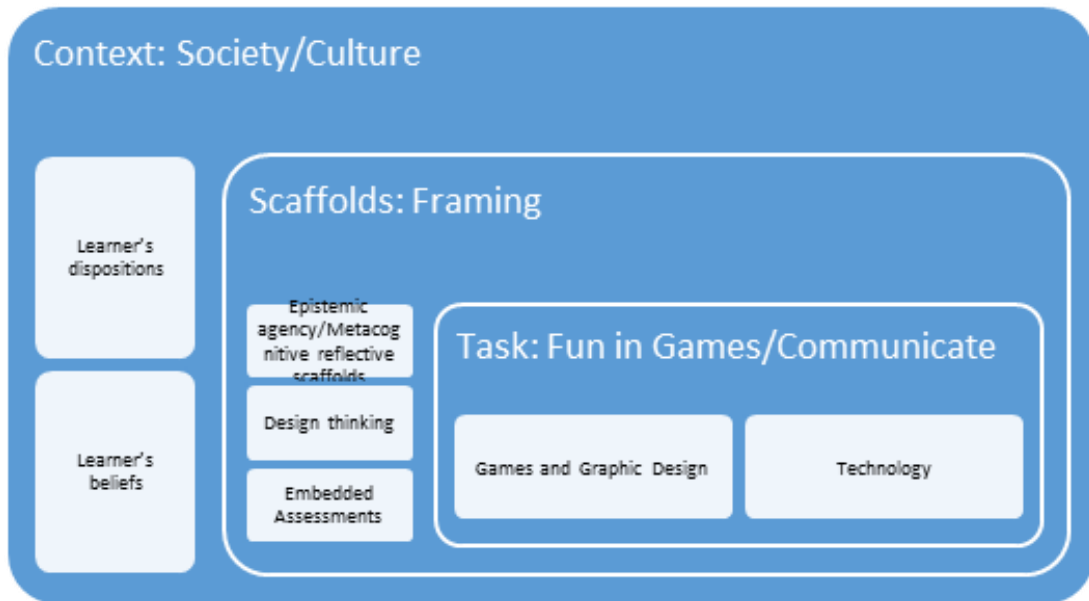 Context: Society/Culture
Learner's
dispositions
Learner's
beliefs
Scaffolds: Framing
Epistemic
agency/Metacog
nitive reflective
scaffolds
Design thinking
Embedded
Assessments
Task: Fun in Games/Communicate
Games and Graphic Design
Technology